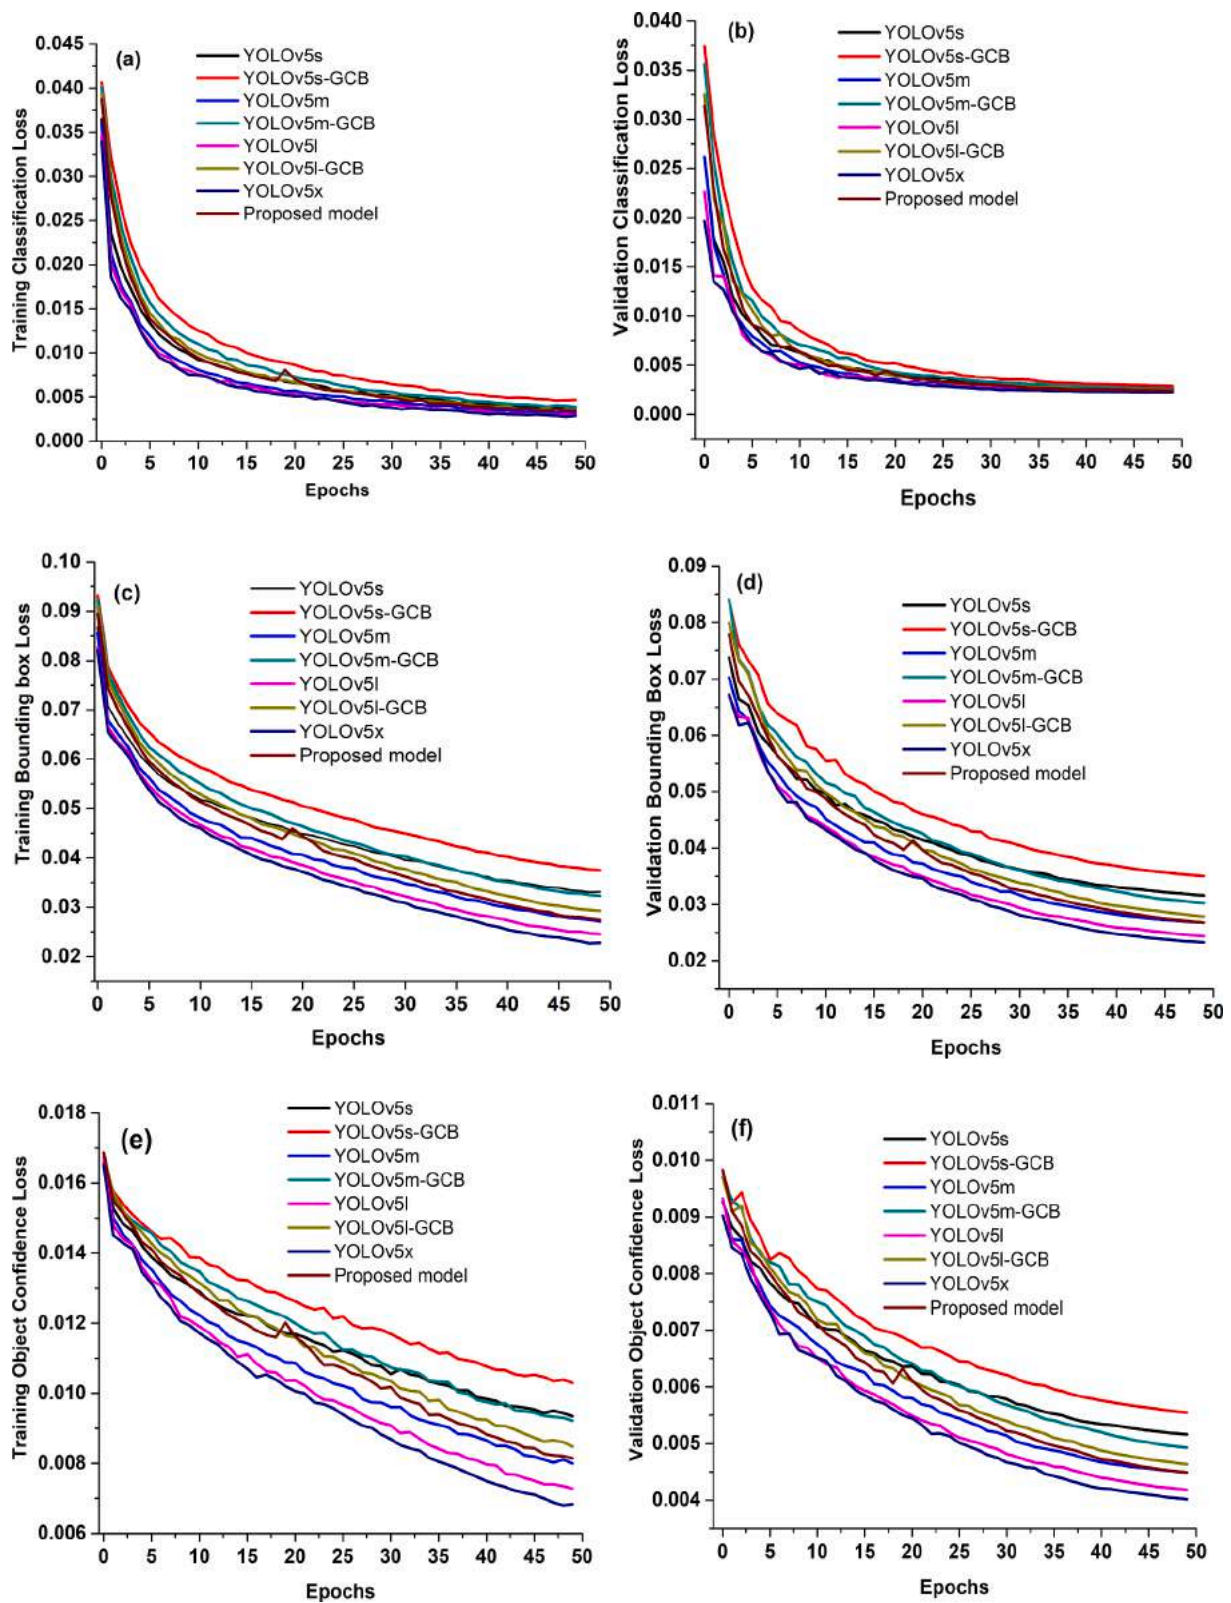 (a)
YOLOv5s
YOLOv5s-GCB
YOLOv5m
YOLOv5m-GCB
YOLOv5l
YOLOv5l-GCB
YOLOv5x
Proposed model
Training Classification Loss
0.045
0.040
0.035
0.030
0.025
0.020
0.015
0.010
0.005
0.000
0 5 10 15 20 25 30 35 40 45 50
Epochs
(b)
YOLOv5s
YOLOv5s-GCB
YOLOv5m
YOLOv5m-GCB
YOLOv5l
YOLOv5l-GCB
YOLOv5x
Proposed model
Validation Classification Loss
0.040
0.035
0.030
0.025
0.020
0.015
0.010
0.005
0.000
0 5 10 15 20 25 30 35 40 45 50
Epochs
(c)
YOLOv5s
YOLOv5s-GCB
YOLOv5m
YOLOv5m-GCB
YOLOv5l
YOLOv5l-GCB
YOLOv5x
Proposed model
Training Bounding box Loss
0.10
0.09
0.08
0.07
0.06
0.05
0.04
0.03
0.02
0 5 10 15 20 25 30 35 40 45 50
Epochs
(d)
YOLOv5s
YOLOv5s-GCB
YOLOv5m
YOLOv5m-GCB
YOLOv5l
YOLOv5l-GCB
YOLOv5x
Proposed model
Validation Bounding Box Loss
0.09
0.08
0.07
0.06
0.05
0.04
0.03
0.02
0 5 10 15 20 25 30 35 40 45 50
Epochs
(e)
YOLOv5s
YOLOv5s-GCB
YOLOv5m
YOLOv5m-GCB
YOLOv5l
YOLOv5l-GCB
YOLOv5x
Proposed model
Training Object Confidence Loss
0.018
0.016
0.014
0.012
0.010
0.008
0.006
0 5 10 15 20 25 30 35 40 45 50
Epochs
(f)
YOLOv5s
YOLOv5s-GCB
YOLOv5m
YOLOv5m-GCB
YOLOv5l
YOLOv5l-GCB
YOLOv5x
Proposed model
Validation Object Confidence Loss
0.011
0.010
0.009
0.008
0.007
0.006
0.005
0.004
0 5 10 15 20 25 30 35 40 45 50
Epochs